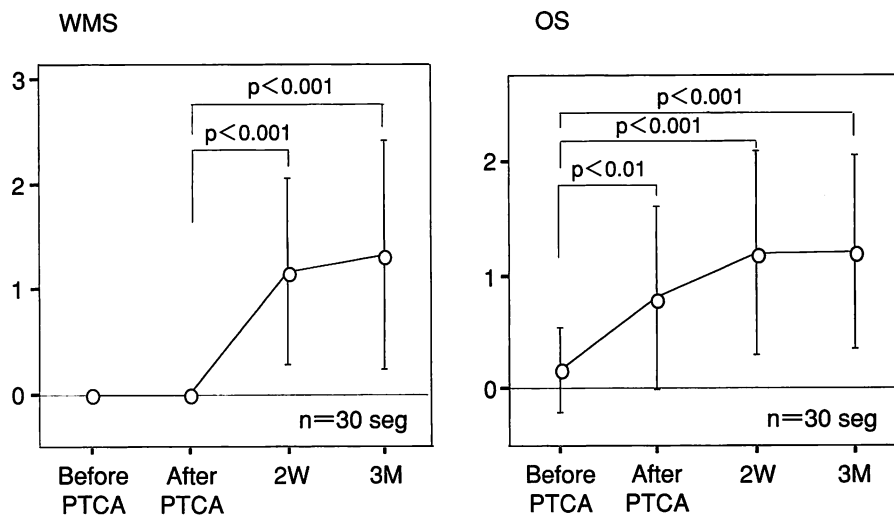 WMS
3
2
1
0
p<0.001
p<0.001
n=30 seg
Before
PTCA
After
PTCA
2W
3M
OS
2
1
0
p<0.001
p<0.001
p<0.01
n=30 seg
Before
PTCA
After
PTCA
2W
3M